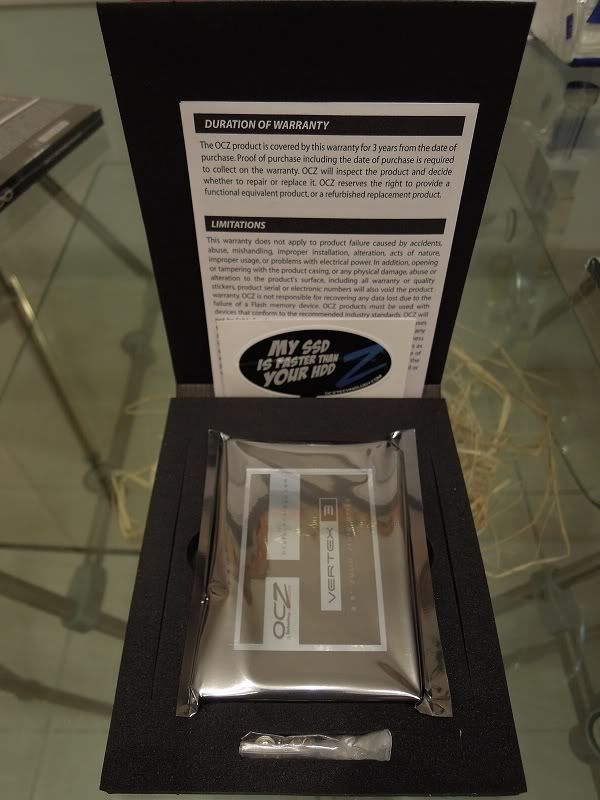 DURATION OF WARRANTY
The OCZ product is covered by this warranty for 3 years from the date of
purchase. Proof of purchase including the date of purchase is required
to collect on the warranty. OCZ will inspect the product and decide
whether to repair or replace it. OCZ reserves the right to provide a
functional equivalent product, or a refurbished replacement product.
LIMITATIONS
This warranty does not apply to product failure caused by accidents,
abuse, mishandling, improper installation, alteration, acts of nature,
improper usage, or problems with electrical power. In addition, opening
or tampering with the product casing, or any physical damage, abuse or
alteration to the product's surface, including all warranty or quality
stickers, product serial or electronic numbers will also void the product
warranty. OCZ is not responsible for recovering any data lost due to the
failure of a Flash memory device. OCZ products must be used with
devices that conform to the recommended industry standards. OCZ will
MY SSD
IS FASTER THAN
YOUR HDD
Z
OCZTECHNOLOGY.COM
OCZ
Technology
VERTEX 3